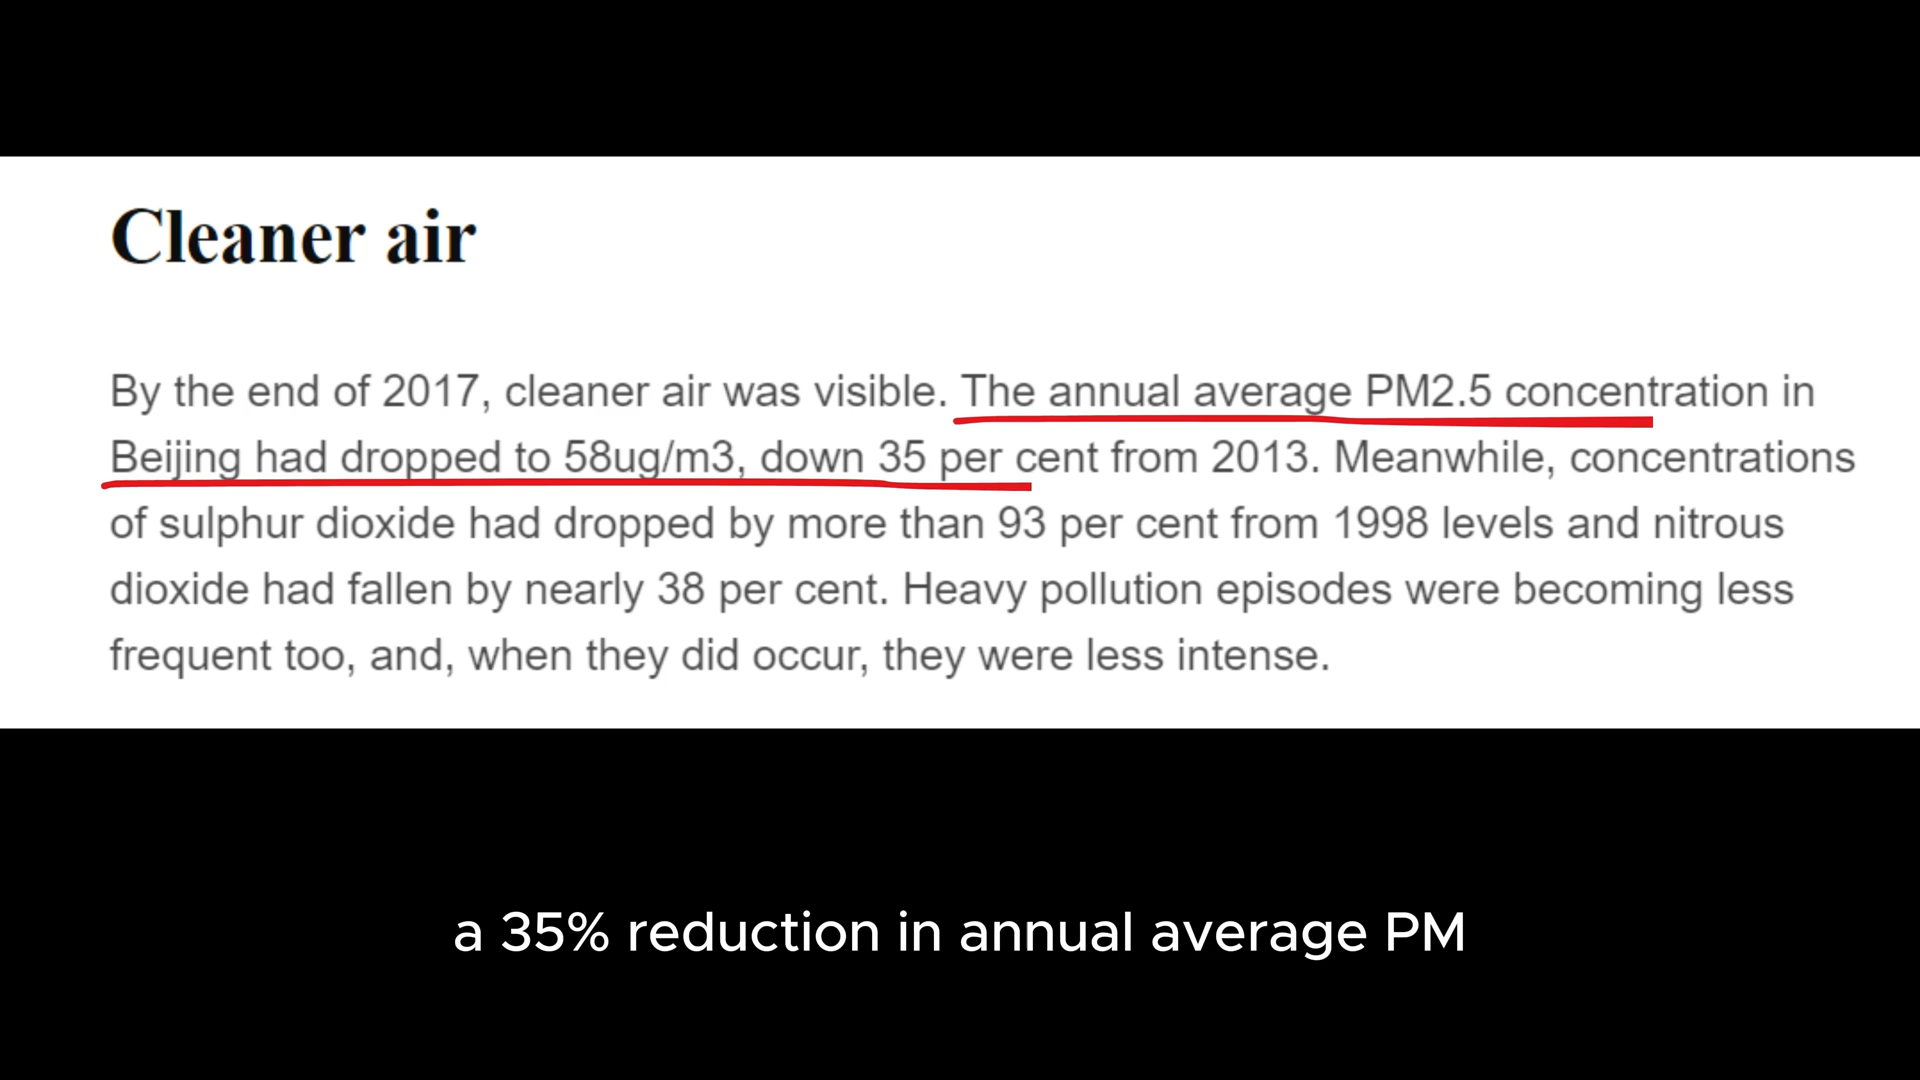 Cleaner air
By the end of 2017, cleaner air was visible. The annual average PM2.5 concentration in
Beijing had dropped to 58ug/m3, down 35 per cent from 2013. Meanwhile, concentrations
of sulphur dioxide had dropped by more than 93 per cent from 1998 levels and nitrous
dioxide had fallen by nearly 38 per cent. Heavy pollution episodes were becoming less
frequent too, and, when they did occur, they were less intense.
a 35% reduction in annual average PM